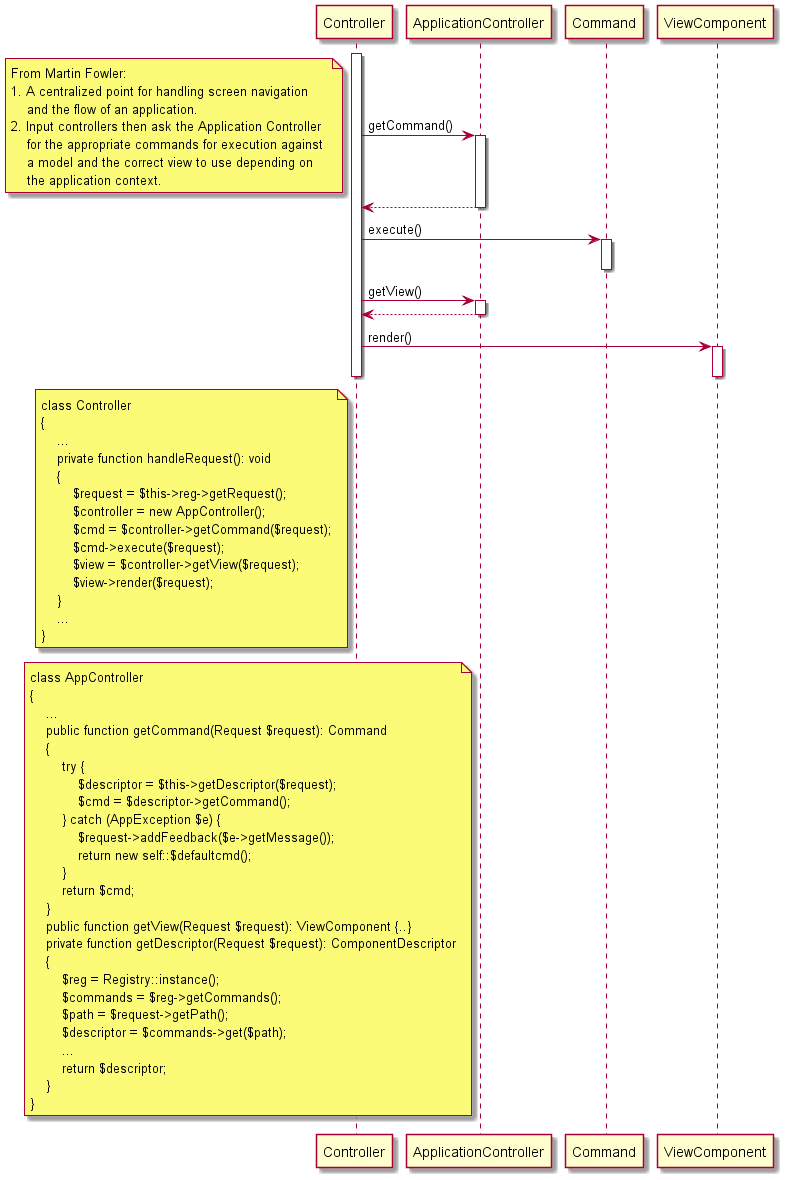 Controller
ApplicationController
Command
ViewComponent
From Martin Fowler:
1. A centralized point for handling screen navigation
and the flow of an application.
2. Input controllers then ask the Application Controller
for the appropriate commands for execution against
a model and the correct view to use depending on
the application context.
getCommand()
execute()
getView()
render()
class Controller
{
...
private function handleRequest(): void
{
$request = $this->reg->getRequest();
$controller = new AppController();
$cmd = $controller->getCommand($request);
$cmd->execute($request);
$view = $controller->getView($request);
$view->render($request);
}
...
}
class AppController
{
...
public function getCommand(Request $request): Command
{
try {
$descriptor = $this->getDescriptor($request);
$cmd = $descriptor->getCommand();
} catch (AppException $e) {
$request->addFeedback($e->getMessage());
return new self::$defaultcmd();
}
return $cmd;
}
public function getView(Request $request): ViewComponent {..}
private function getDescriptor(Request $request): ComponentDescriptor
{
$reg = Registry::instance();
$commands = $reg->getCommands();
$path = $request->getPath();
$descriptor = $commands->get($path);
...
return $descriptor;
}
}
Controller
ApplicationController
Command
ViewComponent